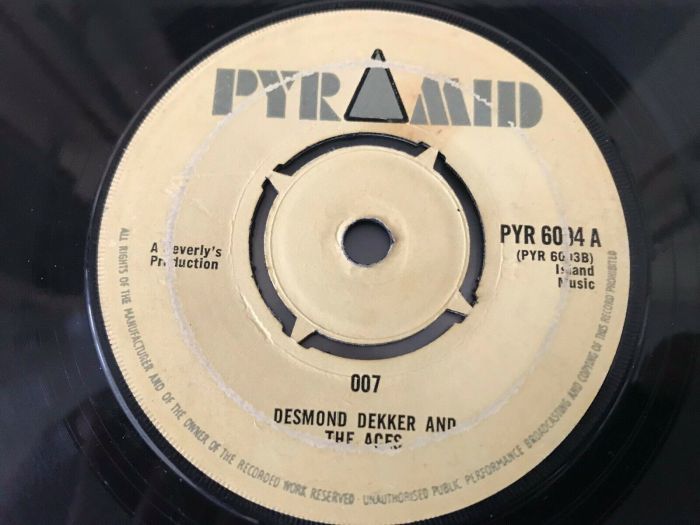 PYRAMID
A Beverly's
Production
PYR 6004 A
(PYR 6003B)
Island
Music
007
DESMOND DEKKER AND
THE ACES
ALL RIGHTS OF THE MANUFACTURER AND OF THE OWNER OF THE RECORDED WORK RESERVED · UNAUTHORISED PUBLIC PERFORMANCE BROADCASTING AND COPYING OF THIS RECORD PROHIBITED